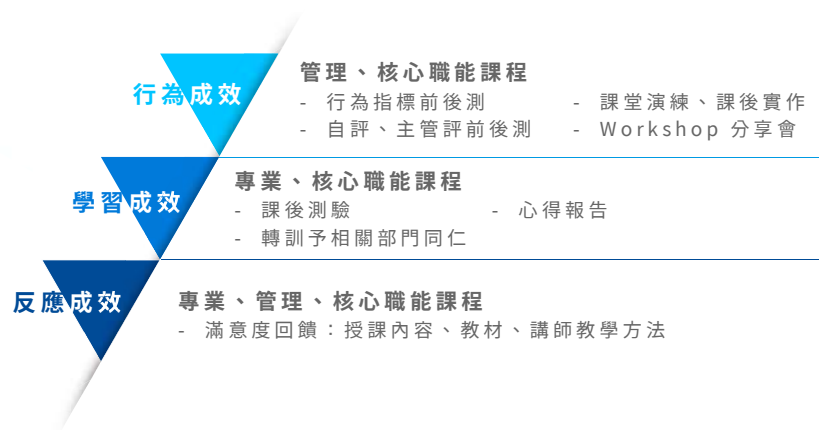 行為成效
管理、核心職能課程
- 行為指標前後測
- 課堂演練、課後實作
- 自評、主管評前後測
- Workshop 分享會
學習成效
專業、核心職能課程
- 課後測驗
- 心得報告
- 轉訓予相關部門同仁
反應成效
專業、管理、核心職能課程
- 滿意度回饋：授課內容、教材、講師教學方法